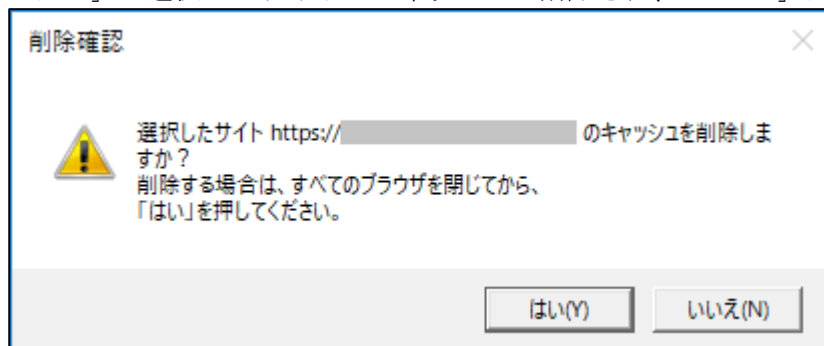 削除確認
選択したサイト https:// のキャッシュを削除しま
すか？
削除する場合は、すべてのブラウザを閉じてから、
「はい」を押してください。
はい(Y) いいえ(N)